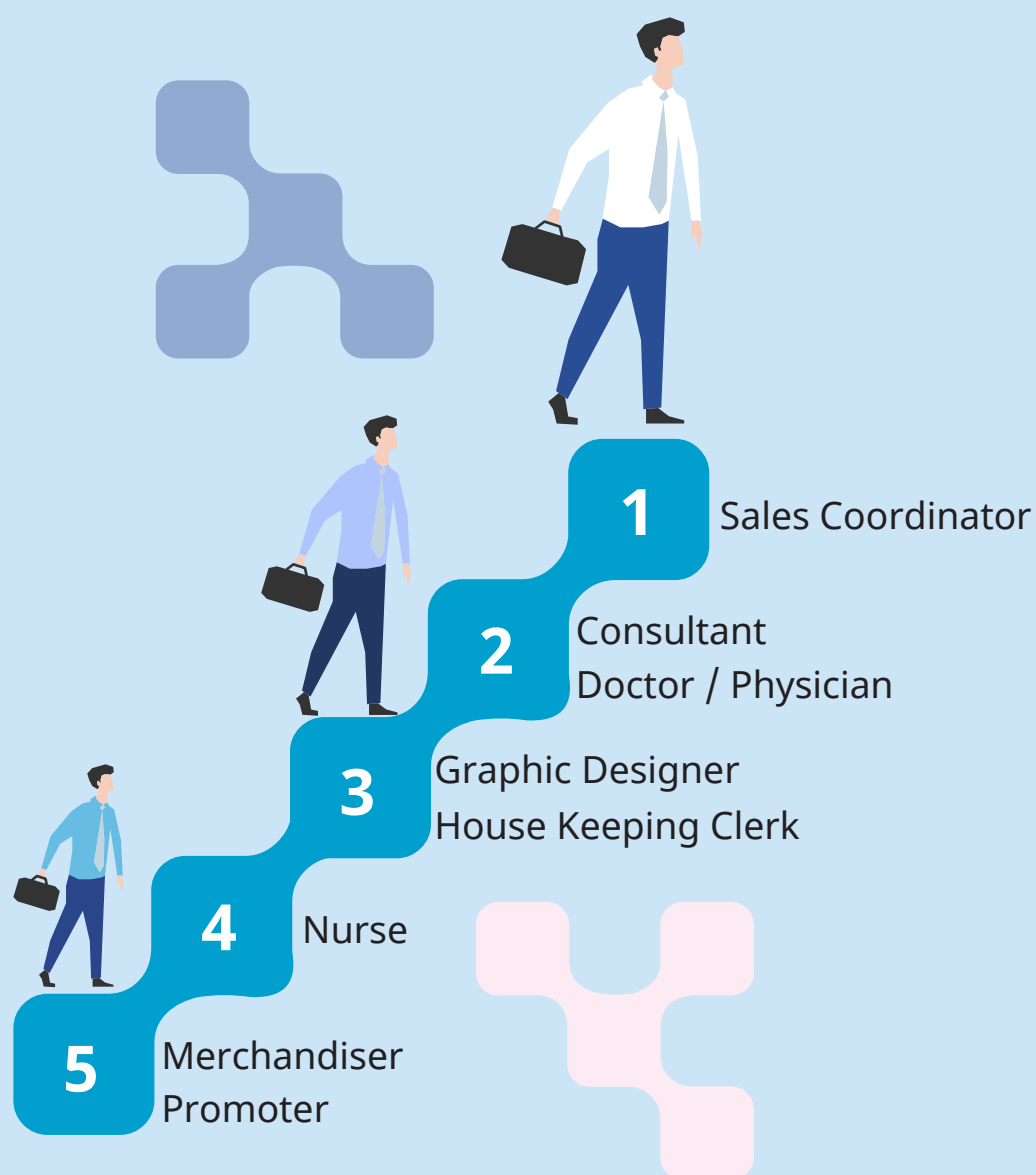 1
Sales Coordinator
2
Consultant
Doctor / Physician
3
Graphic Designer
House Keeping Clerk
4
Nurse
5
Merchandiser
Promoter